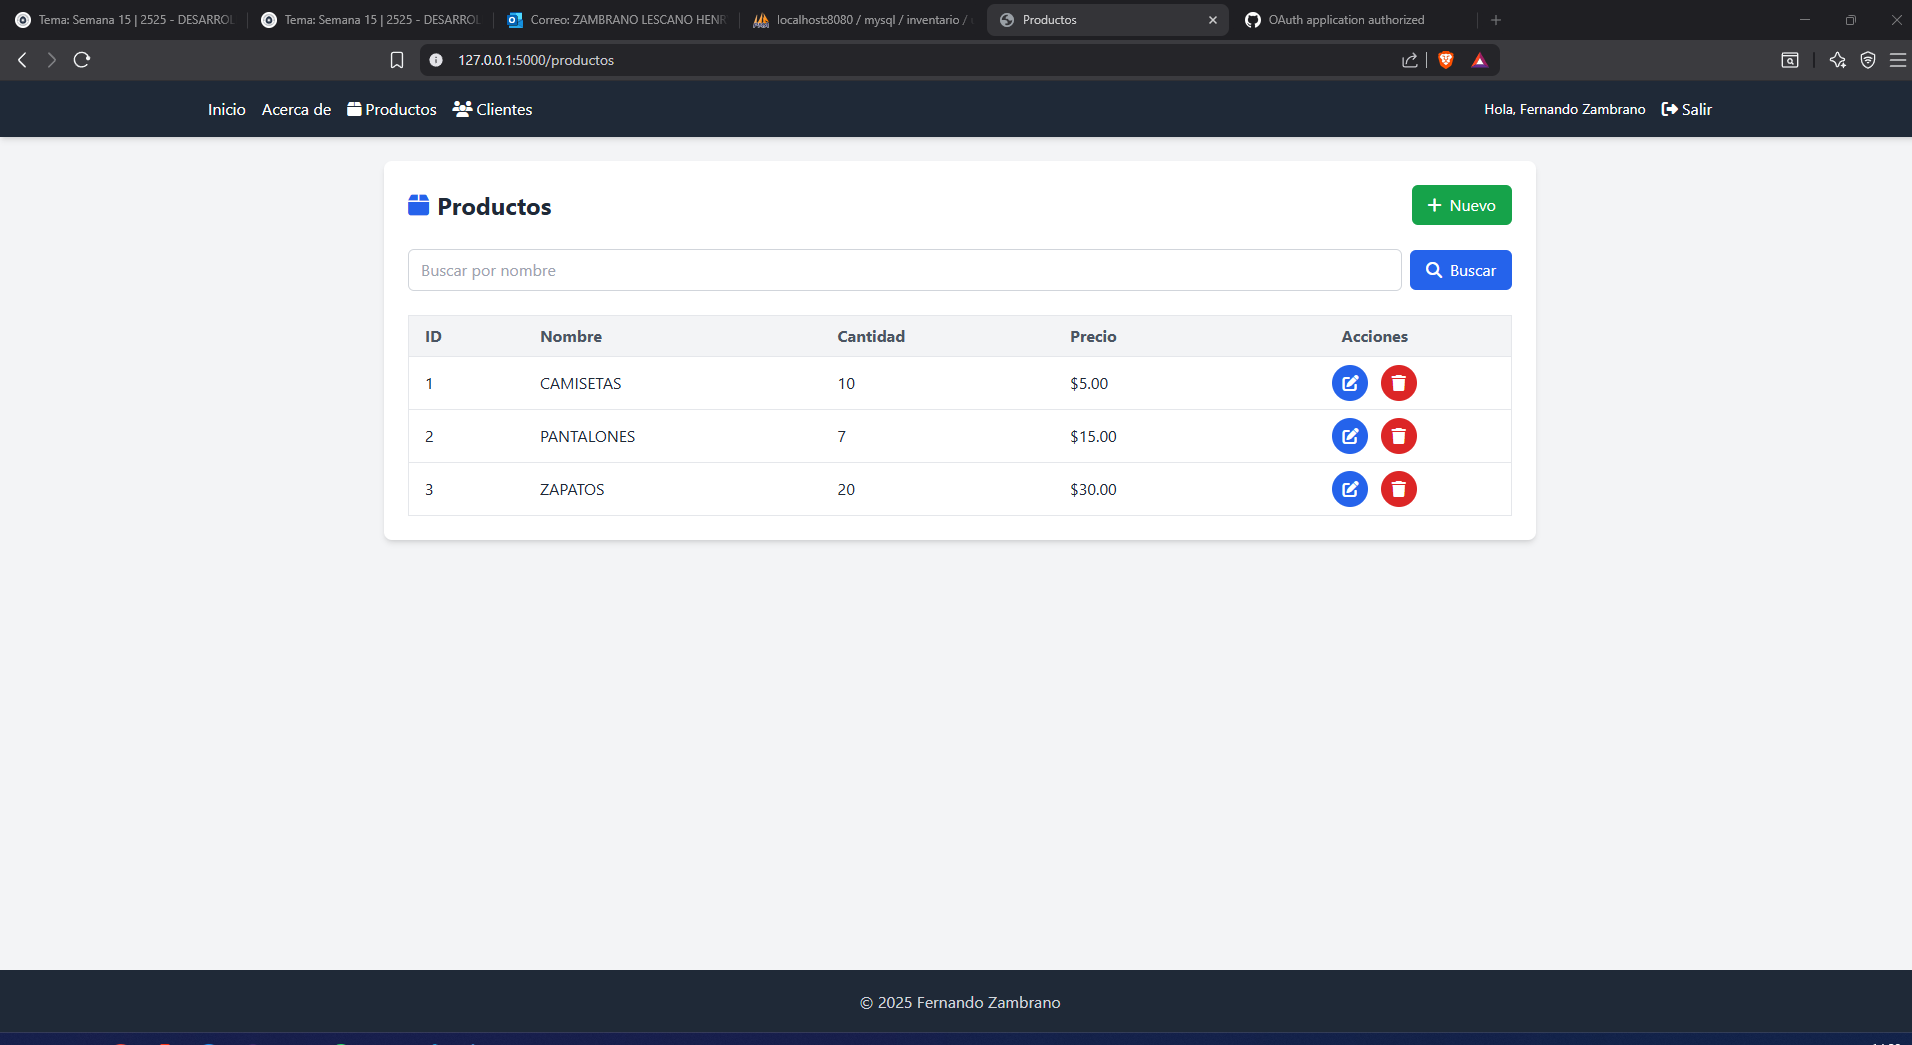 Tema: Semana 15 | 2525 - DESARROL
Tema: Semana 15 | 2525 - DESARROL
Correo: ZAMBRANO LESCANO HENR
localhost:8080 / mysql / inventario /
Productos
OAuth application authorized
127.0.0.1:5000/productos
Inicio Acerca de Productos Clientes Hola, Fernando Zambrano Salir
Productos
Nuevo
Buscar por nombre
Buscar
ID Nombre Cantidad Precio Acciones
1 CAMISETAS 10 $5.00
2 PANTALONES 7 $15.00
3 ZAPATOS 20 $30.00
© 2025 Fernando Zambrano